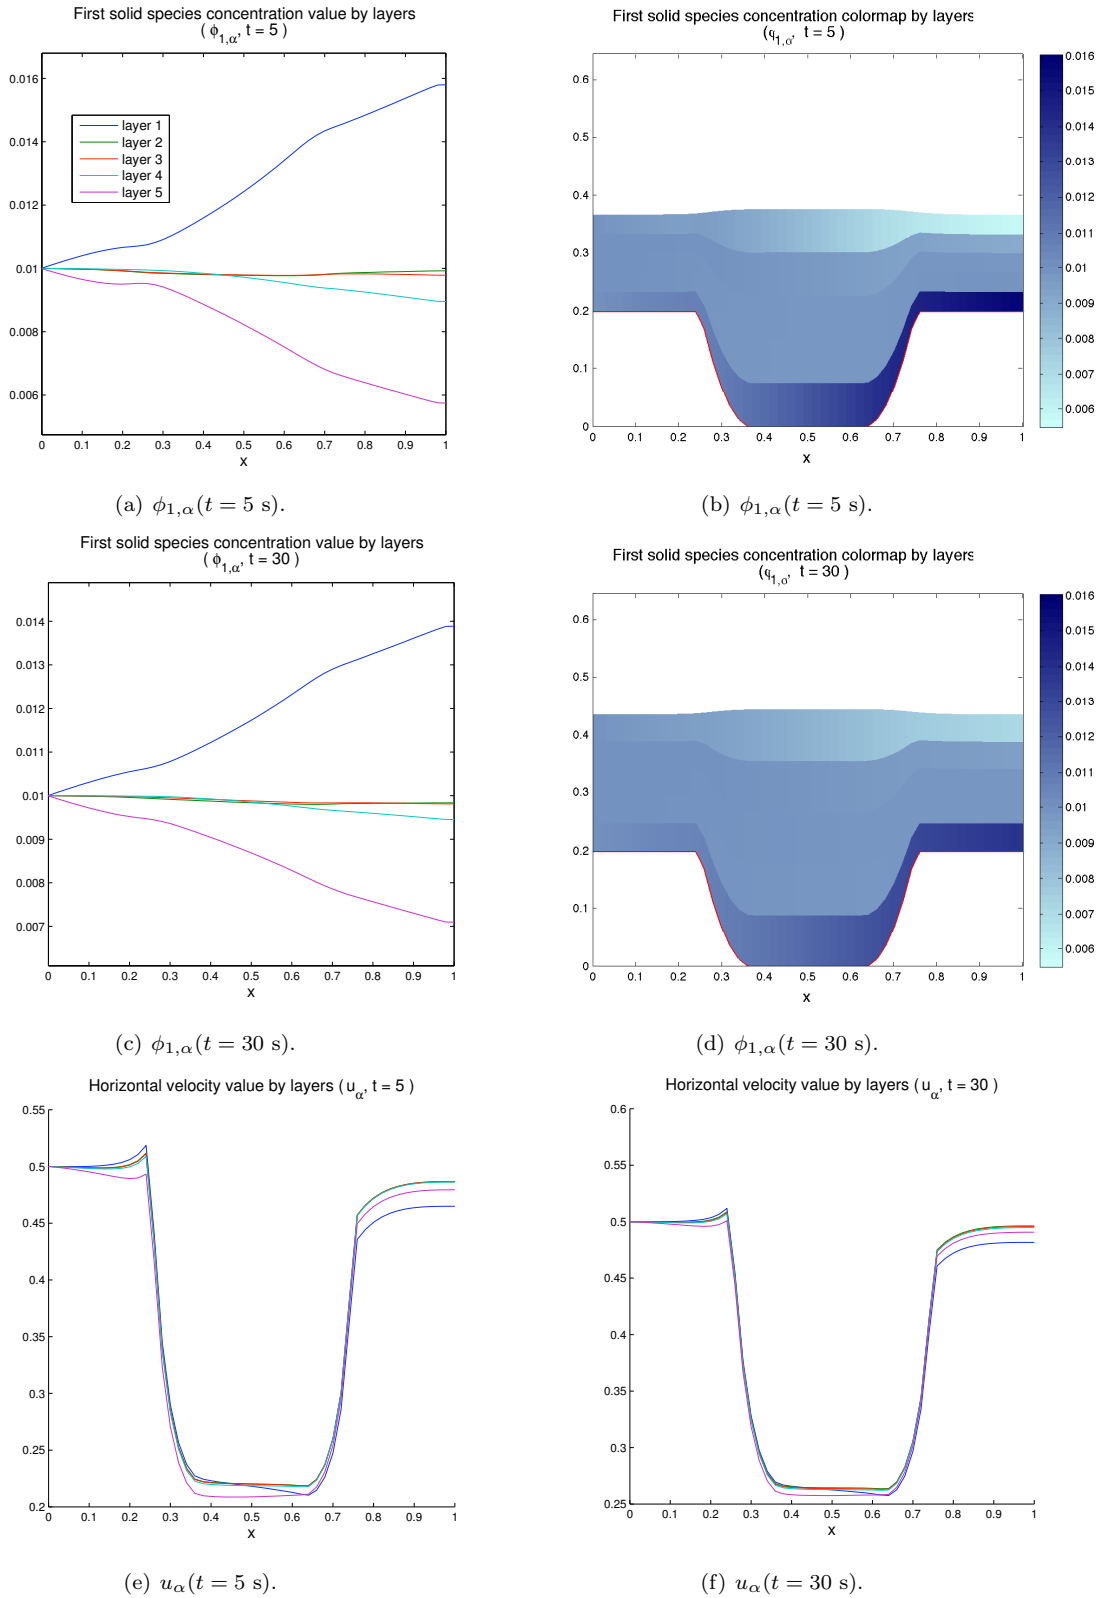 First solid species concentration value by layers
( ϕ1,α, t = 5 )
0.016
0.014
0.012
0.01
0.008
0.006
layer 1
layer 2
layer 3
layer 4
layer 5
0 0.1 0.2 0.3 0.4 0.5 0.6 0.7 0.8 0.9 1
x
(a) ϕ1,α(t = 5 s).
First solid species concentration colormap by layers
(φ1,α, t = 5 )
0.6
0.5
0.4
0.3
0.2
0.1
0
0 0.1 0.2 0.3 0.4 0.5 0.6 0.7 0.8 0.9 1
x
0.016
0.015
0.014
0.013
0.012
0.011
0.01
0.009
0.008
0.007
0.006
(b) ϕ1,α(t = 5 s).
First solid species concentration value by layers
( ϕ1,α, t = 30 )
0.014
0.013
0.012
0.011
0.01
0.009
0.008
0.007
0 0.1 0.2 0.3 0.4 0.5 0.6 0.7 0.8 0.9 1
x
(c) ϕ1,α(t = 30 s).
First solid species concentration colormap by layers
(φ1,α, t = 30 )
0.6
0.5
0.4
0.3
0.2
0.1
0
0 0.1 0.2 0.3 0.4 0.5 0.6 0.7 0.8 0.9 1
x
0.016
0.015
0.014
0.013
0.012
0.011
0.01
0.009
0.008
0.007
0.006
(d) ϕ1,α(t = 30 s).
Horizontal velocity value by layers ( uα, t = 5 )
0.55
0.5
0.45
0.4
0.35
0.3
0.25
0.2
0 0.1 0.2 0.3 0.4 0.5 0.6 0.7 0.8 0.9 1
x
(e) uα(t = 5 s).
Horizontal velocity value by layers ( uα, t = 30 )
0.6
0.55
0.5
0.45
0.4
0.35
0.3
0.25
0 0.1 0.2 0.3 0.4 0.5 0.6 0.7 0.8 0.9 1
x
(f) uα(t = 30 s).